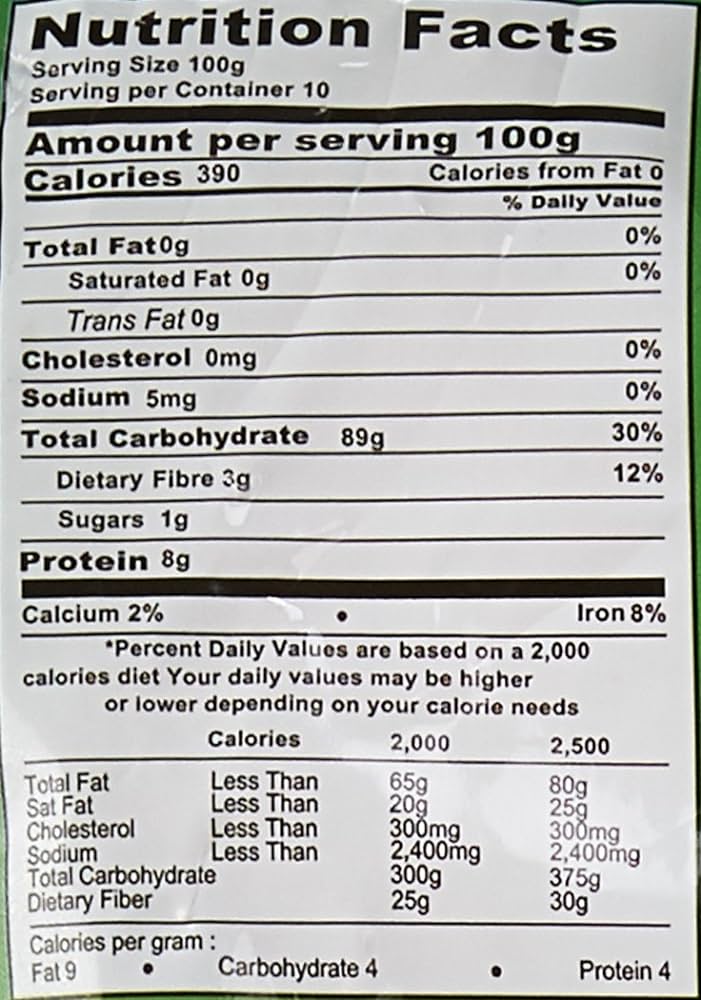 Nutrition Facts
Serving Size 100g
Serving per Container 10
Amount per serving 100g
Calories 390 Calories from Fat 0
% Daily Value
Total Fat 0g 0%
Saturated Fat 0g 0%
Trans Fat 0g
Cholesterol 0mg 0%
Sodium 5mg 0%
Total Carbohydrate 89g 30%
Dietary Fibre 3g 12%
Sugars 1g
Protein 8g
Calcium 2% • Iron 8%
*Percent Daily Values are based on a 2,000
calories diet Your daily values may be higher
or lower depending on your calorie needs
Calories 2,000 2,500
Total Fat Less Than 65g 80g
Sat Fat Less Than 20g 25g
Cholesterol Less Than 300mg 300mg
Sodium Less Than 2,400mg 2,400mg
Total Carbohydrate 300g 375g
Dietary Fiber 25g 30g
Calories per gram :
Fat 9 • Carbohydrate 4 • Protein 4